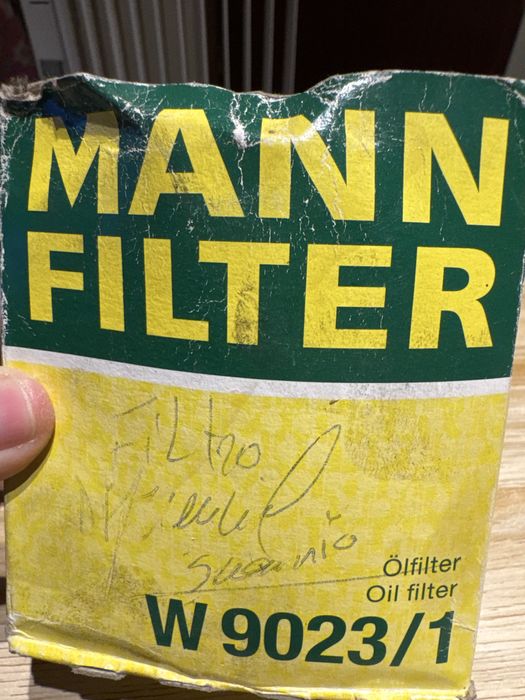 MANN
FILTER
Filtro
Ölfilter
Oil filter
W 9023/1